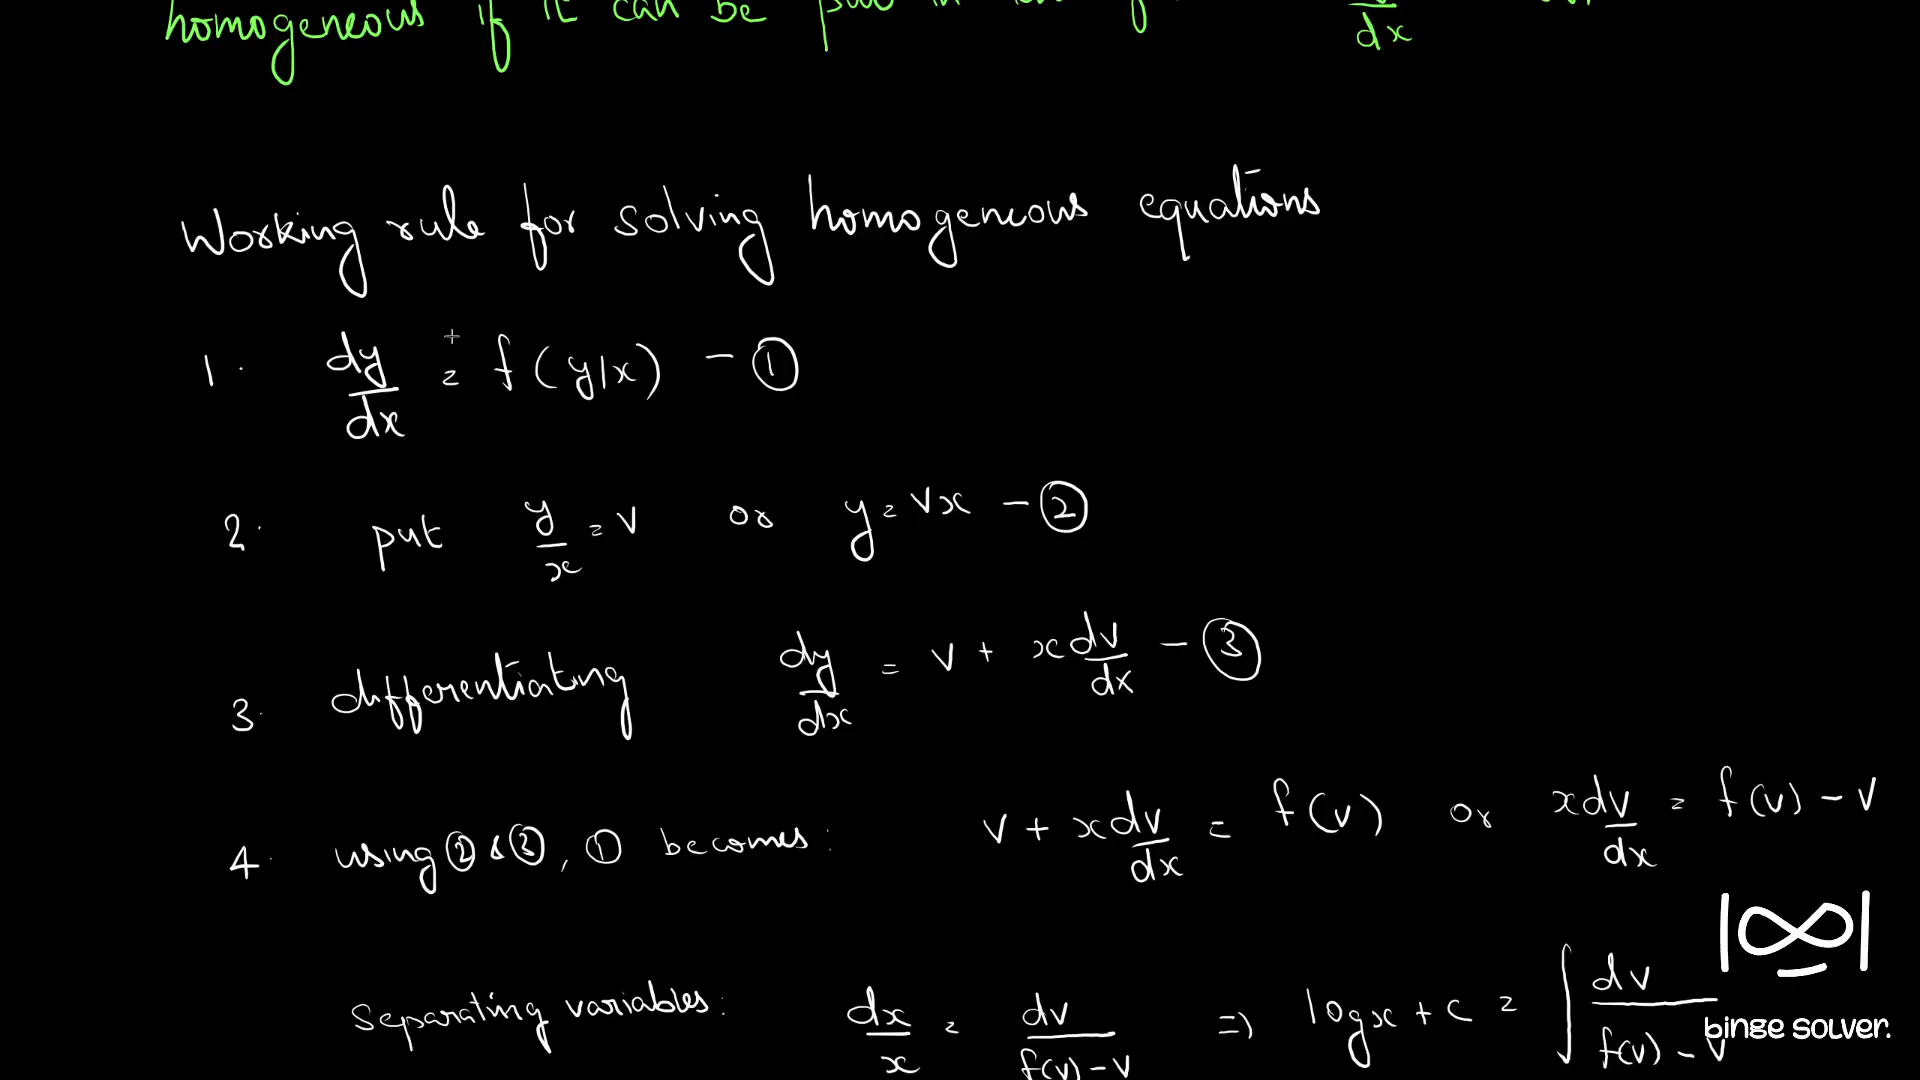 homogeneous if it can be put in dx
Working rule for solving homogeneous equations
1. dy/dx = f(y/x) - ①
2. put y/x = v or y = vx - ②
3. differentiating dy/dx = v + x dv/dx - ③
4. using ② & ③, ① becomes: v + x dv/dx = f(v) or x dv/dx = f(v) - v
Separating variables: dx/x = dv/(f(v) - v) => log x + c = ∫ dv/(f(v) - v)
binge solver.